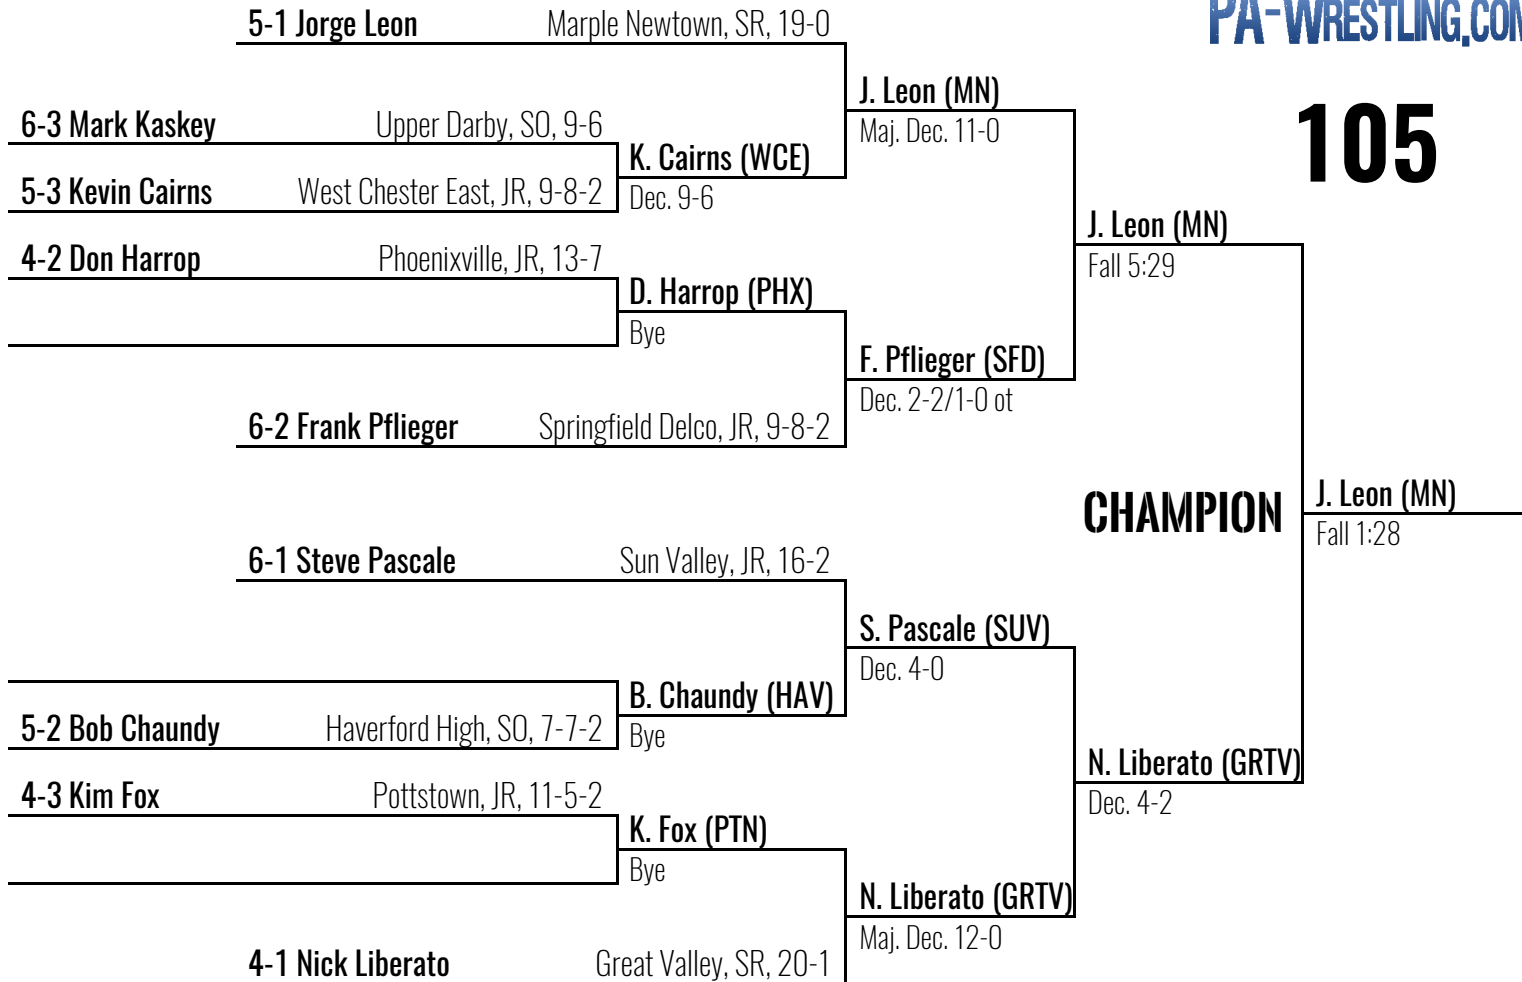 PA-WRESTLING.COM
105
5-1 Jorge Leon Marple Newtown, SR, 19-0
J. Leon (MN)
Maj. Dec. 11-0
6-3 Mark Kaskey Upper Darby, SO, 9-6
K. Cairns (WCE)
Dec. 9-6
5-3 Kevin Cairns West Chester East, JR, 9-8-2
J. Leon (MN)
Fall 5:29
4-2 Don Harrop Phoenixville, JR, 13-7
D. Harrop (PHX)
Bye
F. Pflieger (SFD)
Dec. 2-2/1-0 ot
6-2 Frank Pflieger Springfield Delco, JR, 9-8-2
CHAMPION
J. Leon (MN)
Fall 1:28
6-1 Steve Pascale Sun Valley, JR, 16-2
S. Pascale (SUV)
Dec. 4-0
B. Chaundy (HAV)
Bye
5-2 Bob Chaundy Haverford High, SO, 7-7-2
N. Liberato (GRTV)
Dec. 4-2
4-3 Kim Fox Pottstown, JR, 11-5-2
K. Fox (PTN)
Bye
N. Liberato (GRTV)
Maj. Dec. 12-0
4-1 Nick Liberato Great Valley, SR, 20-1